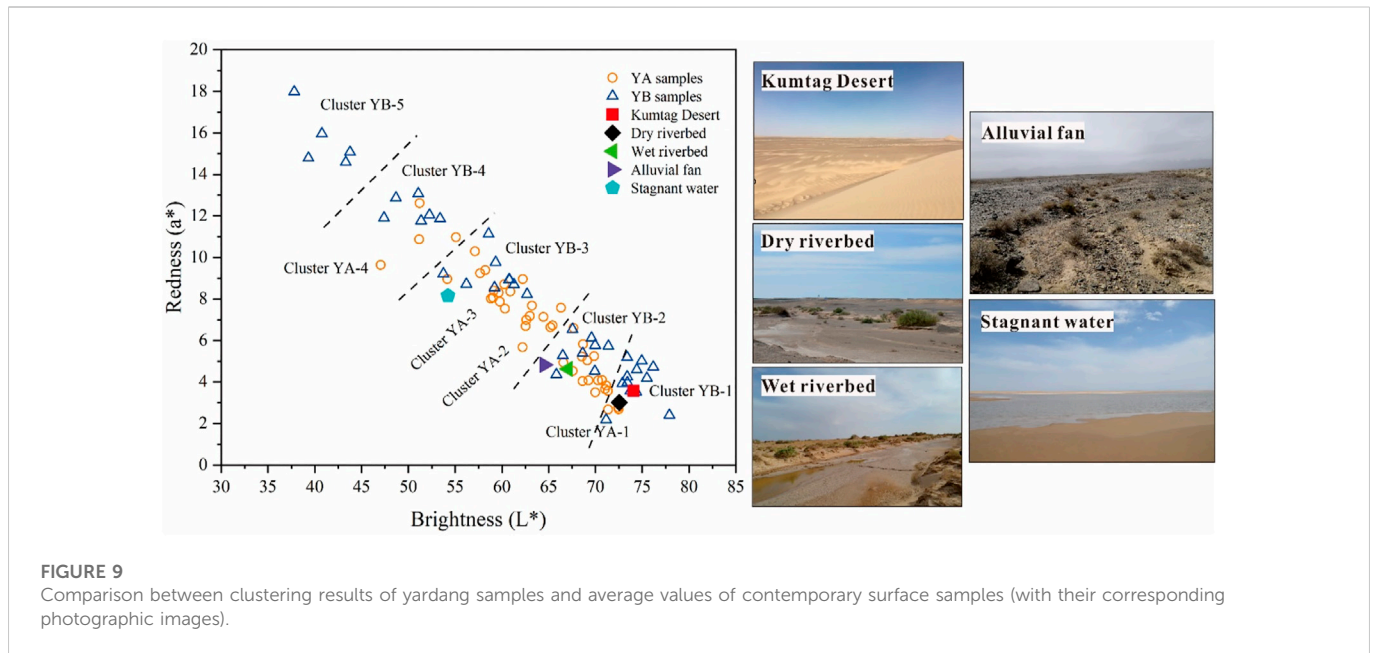 20
18
16
14
12
10
8
6
4
2
0
Redness (a*)
30 35 40 45 50 55 60 65 70 75 80 85
Brightness (L*)
Cluster YB-5
Cluster YB-4
Cluster YA-4
Cluster YB-3
Cluster YA-3
Cluster YB-2
Cluster YA-2
Cluster YB-1
Cluster YA-1
YA samples
YB samples
Kumtag Desert
Dry riverbed
Wet riverbed
Alluvial fan
Stagnant water
Kumtag Desert
Alluvial fan
Dry riverbed
Stagnant water
Wet riverbed
FIGURE 9
Comparison between clustering results of yardang samples and average values of contemporary surface samples (with their corresponding
photographic images).